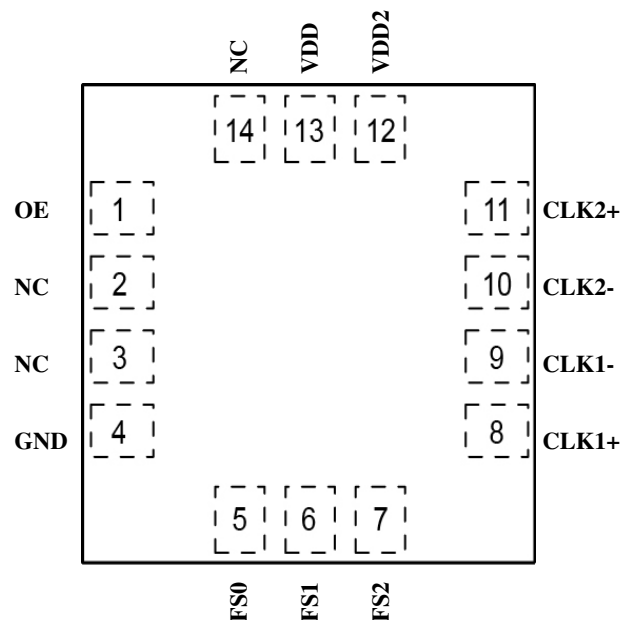 NC VDD VDD2
14 13 12
OE 1 11 CLK2+
NC 2 10 CLK2-
NC 3 9 CLK1-
GND 4 8 CLK1+
5 6 7
FS0 FS1 FS2